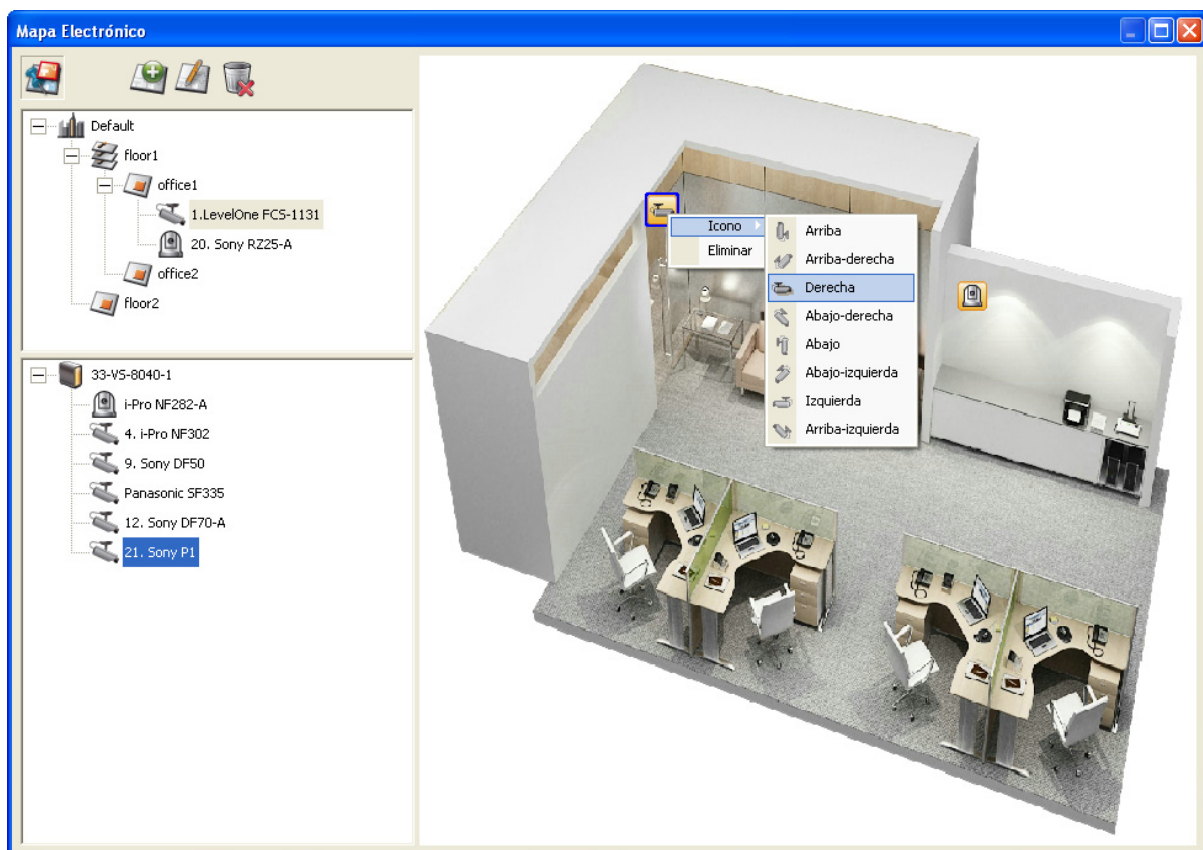 Mapa Electrónico
Default
floor1
office1
1.LevelOne FCS-1131
20. Sony RZ25-A
office2
floor2
33-VS-8040-1
i-Pro NF282-A
4. i-Pro NF302
9. Sony DF50
Panasonic SF335
12. Sony DF70-A
21. Sony P1
Icono
Eliminar
Arriba
Arriba-derecha
Derecha
Abajo-derecha
Abajo
Abajo-izquierda
Izquierda
Arriba-izquierda